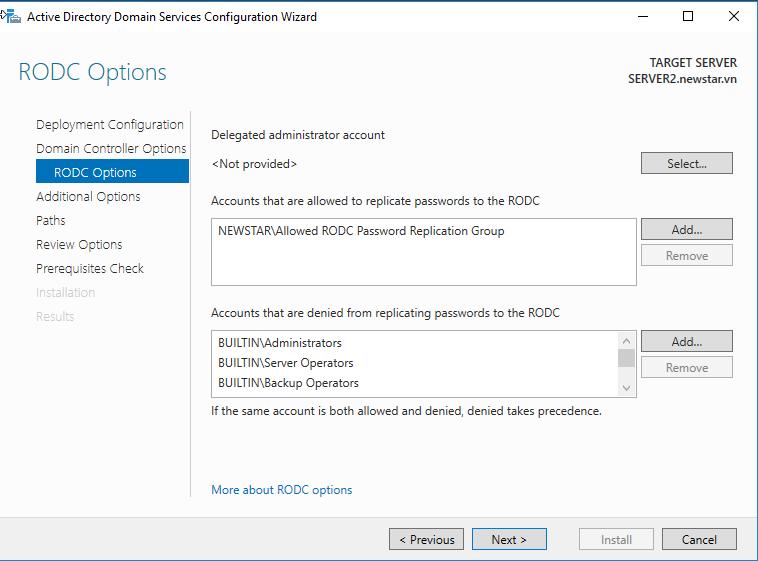 Active Directory Domain Services Configuration Wizard
RODC Options
TARGET SERVER
SERVER2.newstar.vn
Deployment Configuration
Domain Controller Options
RODC Options
Additional Options
Paths
Review Options
Prerequisites Check
Installation
Results
Delegated administrator account
<Not provided>
Select...
Accounts that are allowed to replicate passwords to the RODC
NEWSTAR\Allowed RODC Password Replication Group
Add...
Remove
Accounts that are denied from replicating passwords to the RODC
BUILTIN\Administrators
BUILTIN\Server Operators
BUILTIN\Backup Operators
Add...
Remove
If the same account is both allowed and denied, denied takes precedence.
More about RODC options
< Previous
Next >
Install
Cancel